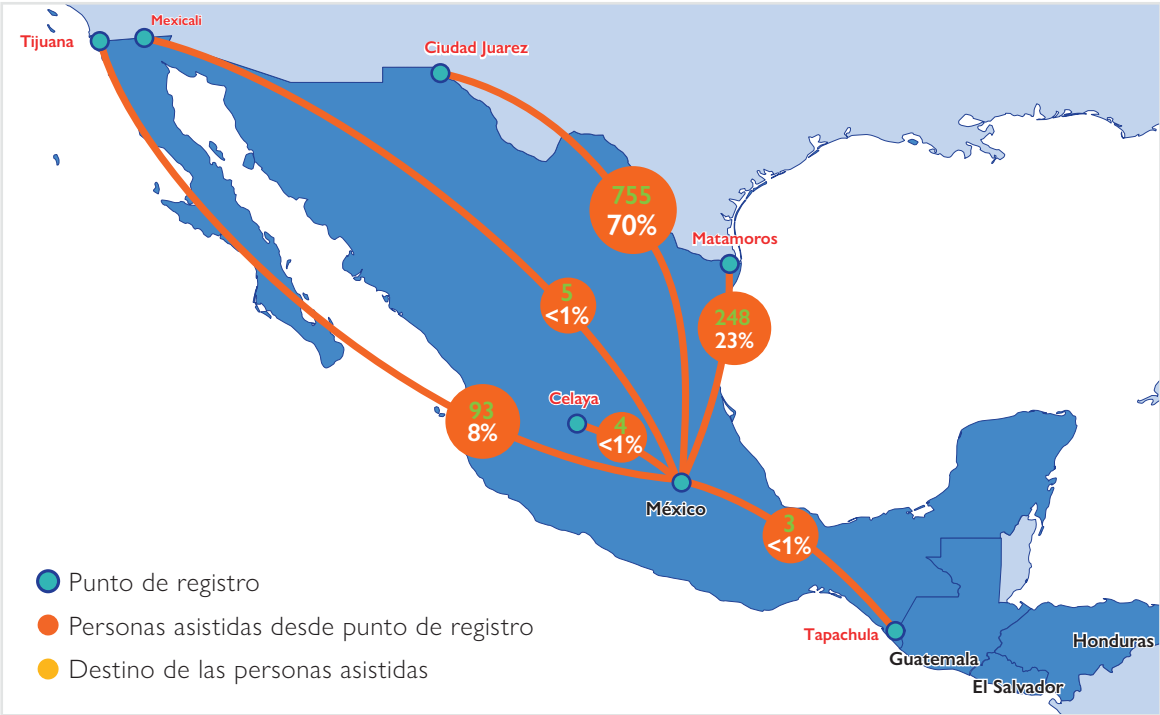 Mexicali
Tijuana
Ciudad Juarez
755
70%
Matamoros
5
<1%
248
23%
Celaya
93
8%
4
<1%
México
3
<1%
Punto de registro
Personas asistidas desde punto de registro
Tapachula
Honduras
Guatemala
Destino de las personas asistidas
El Salvador